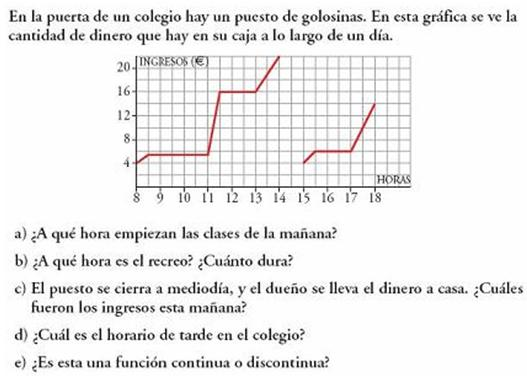 En la puerta de un colegio hay un puesto de golosinas. En esta gráfica se ve la
cantidad de dinero que hay en su caja a lo largo de un día.
INGRESOS (€)
20
16
12
8
4
HORAS
8 9 10 11 12 13 14 15 16 17 18
a) ¿A qué hora empiezan las clases de la mañana?
b) ¿A qué hora es el recreo? ¿Cuánto dura?
c) El puesto se cierra a mediodía, y el dueño se lleva el dinero a casa. ¿Cuáles
fueron los ingresos esta mañana?
d) ¿Cuál es el horario de tarde en el colegio?
e) ¿Es esta una función continua o discontinua?